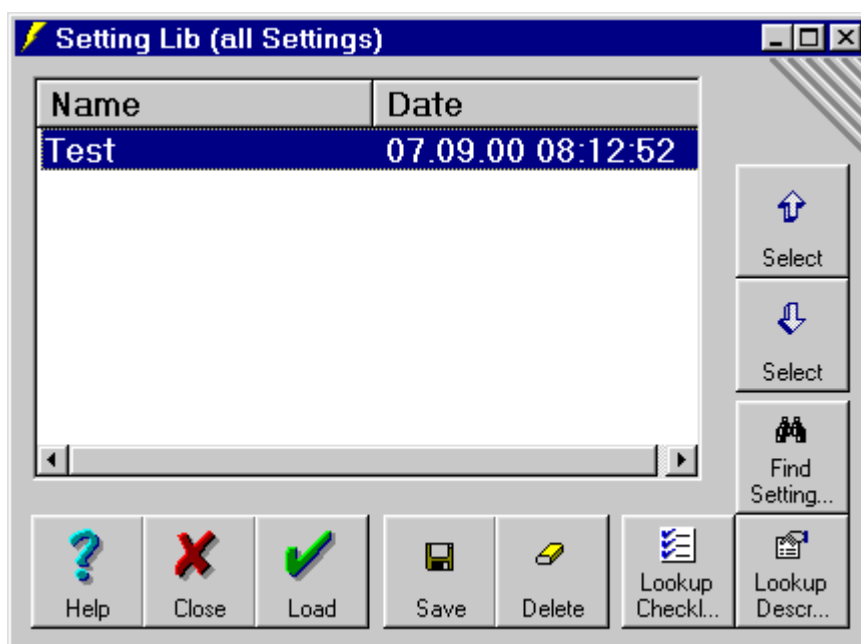 Setting Lib (all Settings)
Name Date
Test 07.09.00 08:12:52
Select
Select
Find
Setting...
Help Close Load Save Delete
Lookup
Checkl...
Lookup
Descr...